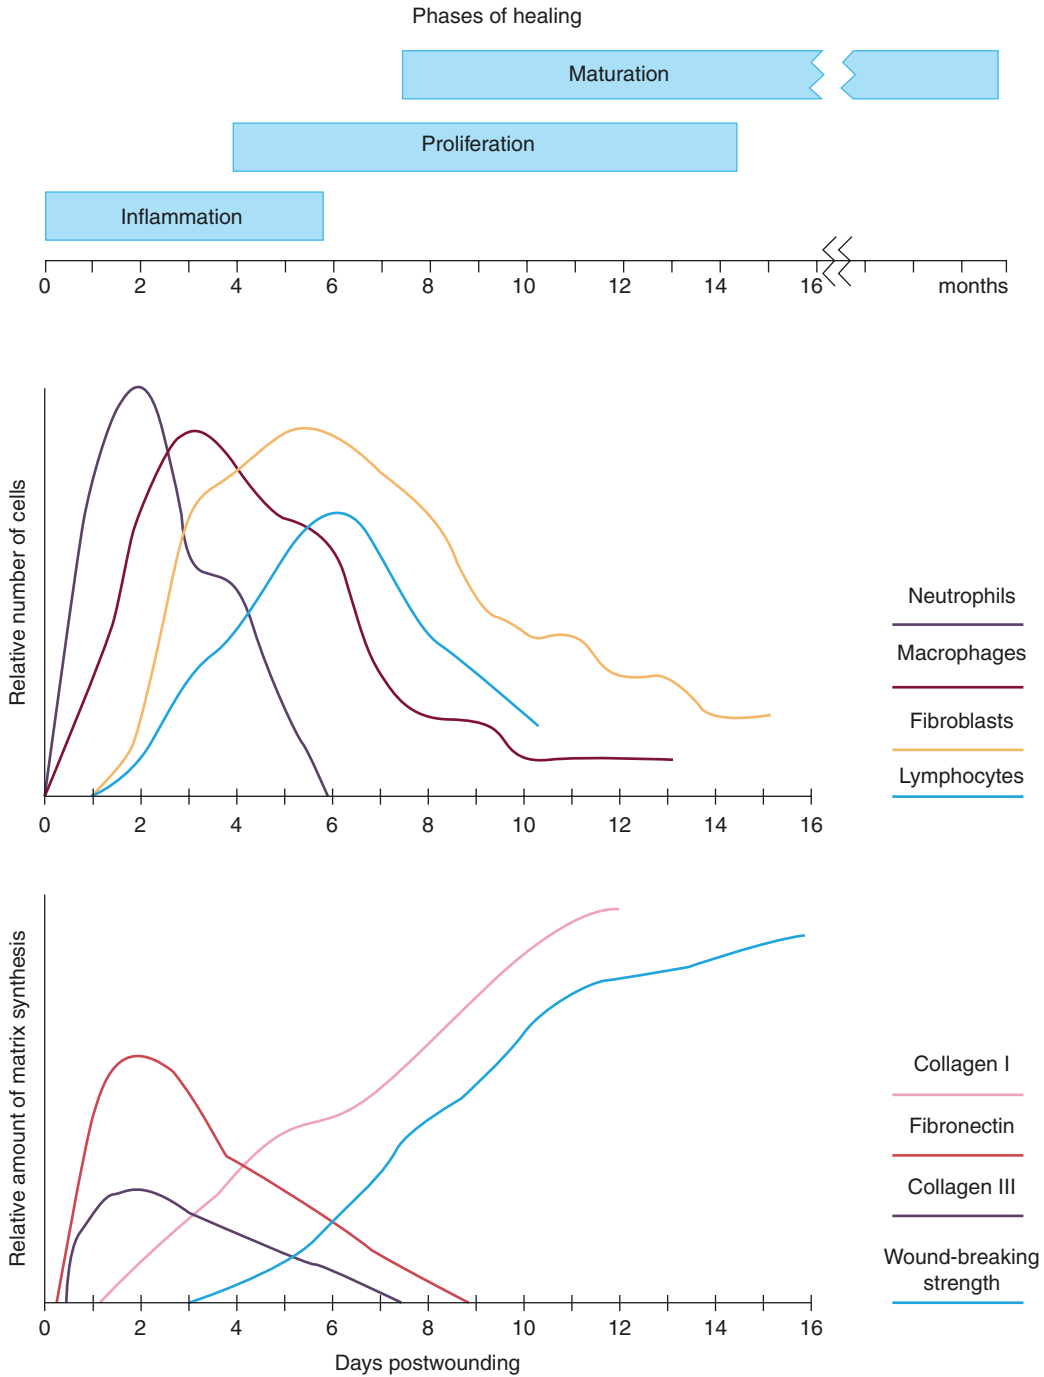 Phases of healing
Maturation
Proliferation
Inflammation
0 2 4 6 8 10 12 14 16 months
Relative number of cells
Neutrophils
Macrophages
Fibroblasts
Lymphocytes
0 2 4 6 8 10 12 14 16
Relative amount of matrix synthesis
Collagen I
Fibronectin
Collagen III
Wound-breaking
strength
0 2 4 6 8 10 12 14 16
Days postwounding